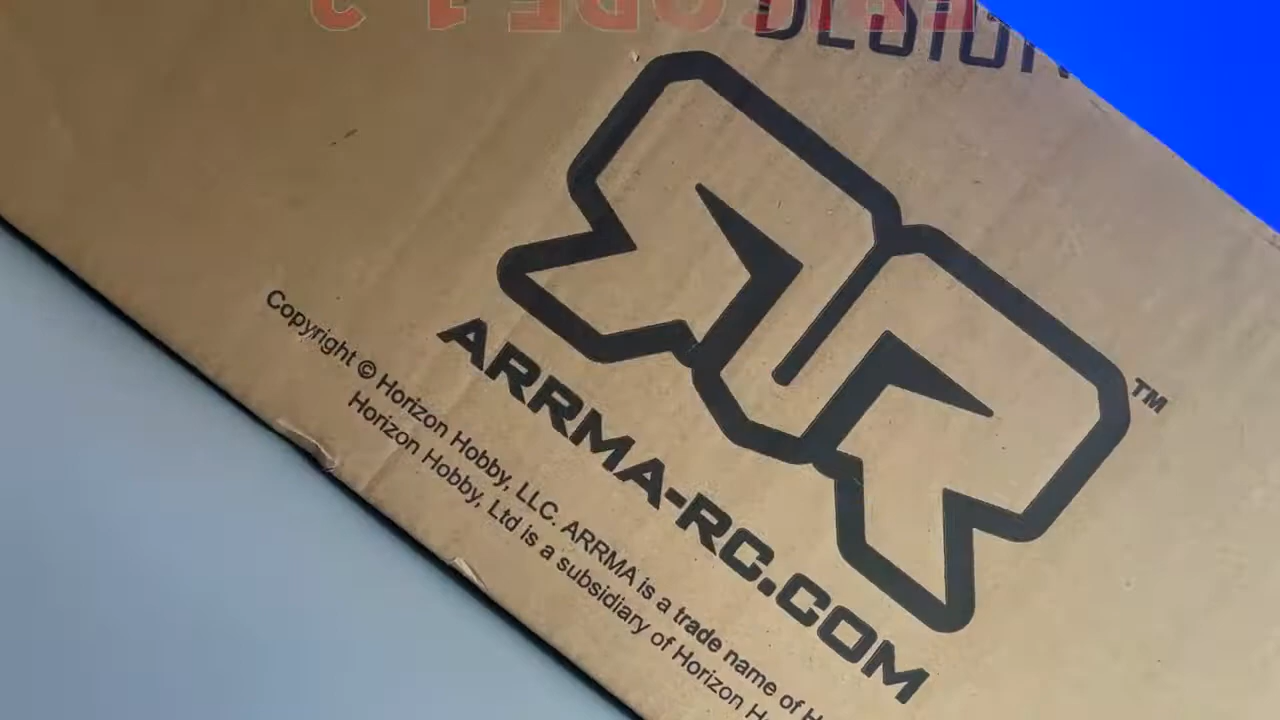 ™
ARRMA-RC.COM
Copyright © Horizon Hobby, LLC. ARRMA is a trade name of H
Horizon Hobby, Ltd is a subsidiary of Horizon H